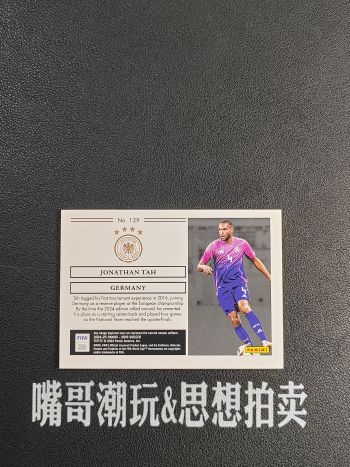 No. 129
JONATHAN TAH
GERMANY
Tah logged his first tournament experience in 2016, joining
Germany as a reserve player at the European championship.
By the time the 2024 edition rolled around, he cemented
his place as a starting center back and played four games
as the National Team reached the quarterfinals.
FIFA
PANINI
嘴哥潮玩&思想拍卖